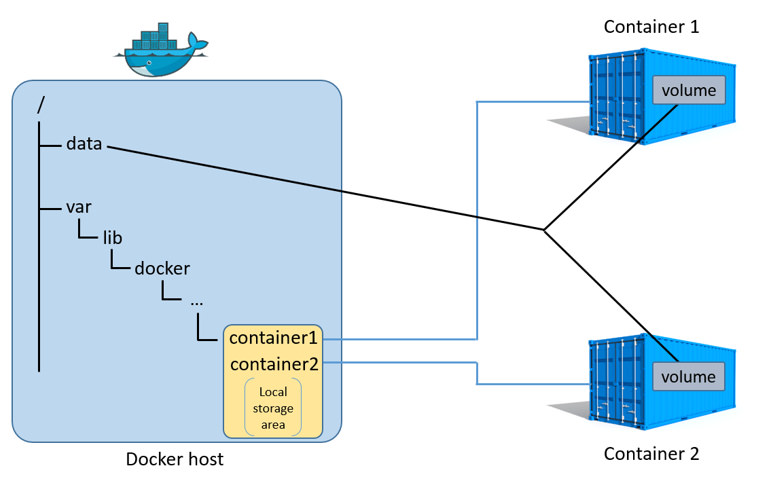 Container 1
volume
/
data
var
lib
docker
...
container1
container2
Local
storage
area
volume
Docker host
Container 2